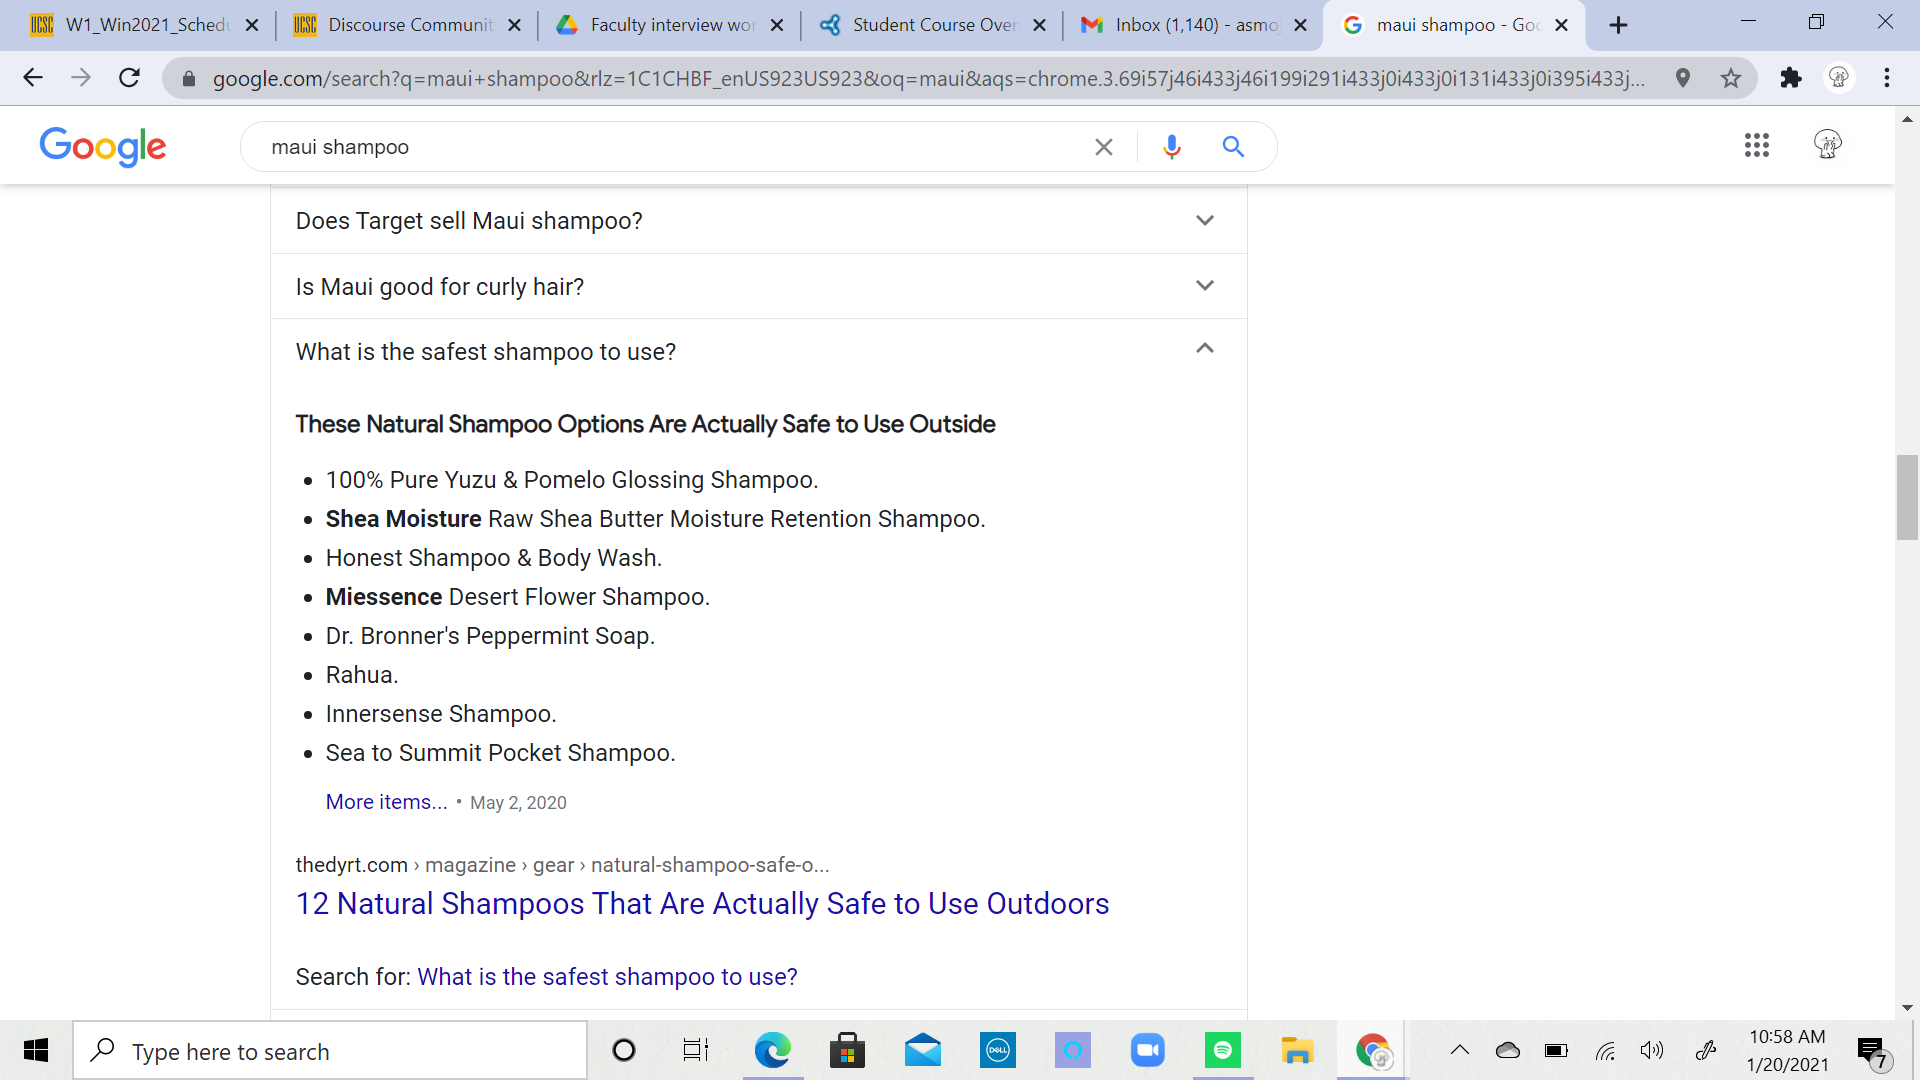 W1_Win2021_Schedu
Discourse Communit
Faculty interview wor
Student Course Over
Inbox (1,140) - asmo
maui shampoo - Goo
google.com/search?q=maui+shampoo&rlz=1C1CHBF_enUS923US923&oq=maui&aqs=chrome.3.69i57j46i433j46i199i291i433j0i433j0i131i433j0i395i433j...
Google
maui shampoo
Does Target sell Maui shampoo?
Is Maui good for curly hair?
What is the safest shampoo to use?
These Natural Shampoo Options Are Actually Safe to Use Outside
100% Pure Yuzu & Pomelo Glossing Shampoo.
Shea Moisture Raw Shea Butter Moisture Retention Shampoo.
Honest Shampoo & Body Wash.
Miessence Desert Flower Shampoo.
Dr. Bronner's Peppermint Soap.
Rahua.
Innersense Shampoo.
Sea to Summit Pocket Shampoo.
More items... • May 2, 2020
thedyrt.com › magazine › gear › natural-shampoo-safe-o...
12 Natural Shampoos That Are Actually Safe to Use Outdoors
Search for: What is the safest shampoo to use?
Type here to search
DELL
10:58 AM
1/20/2021
7